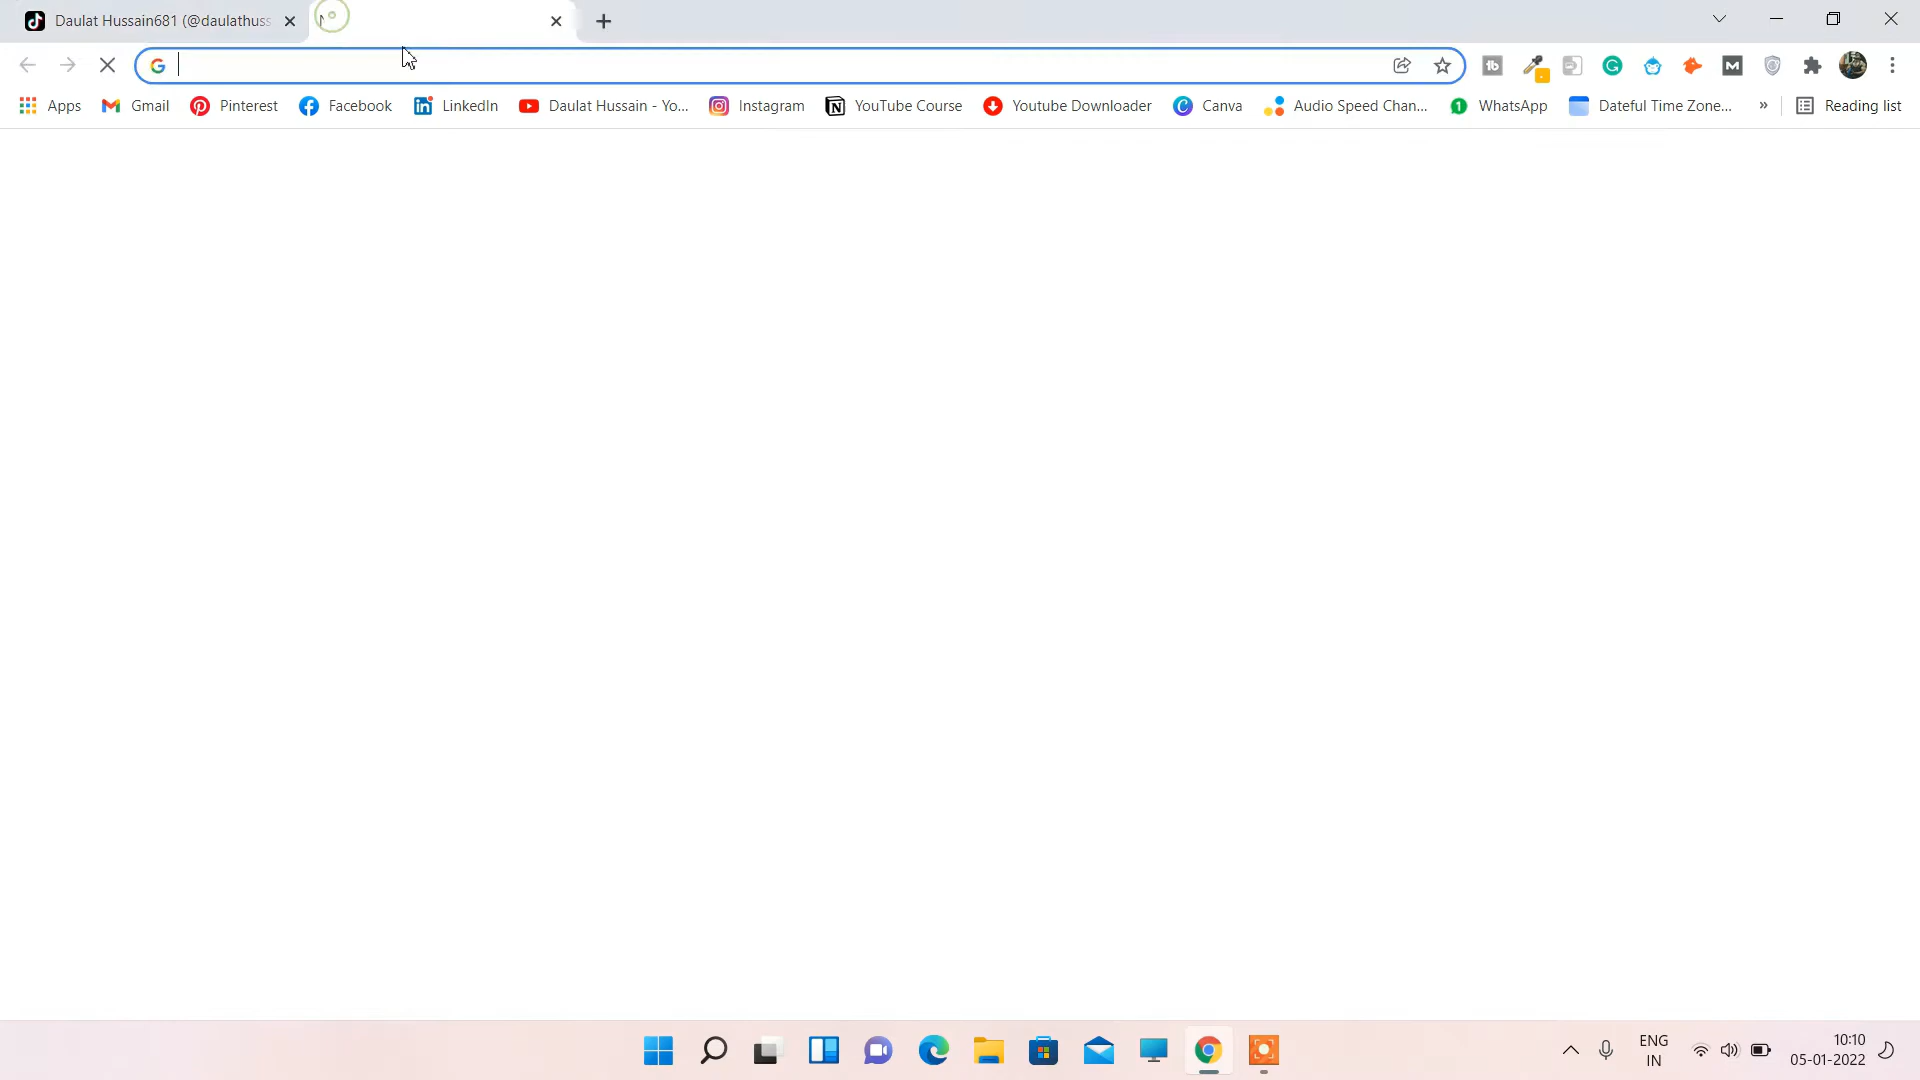 Daulat Hussain681 (@daulathuss
Apps
Gmail
Pinterest
Facebook
LinkedIn
Daulat Hussain - Yo...
Instagram
YouTube Course
Youtube Downloader
Canva
Audio Speed Chan...
WhatsApp
Dateful Time Zone...
»
Reading list
ENG
IN
10:10
05-01-2022